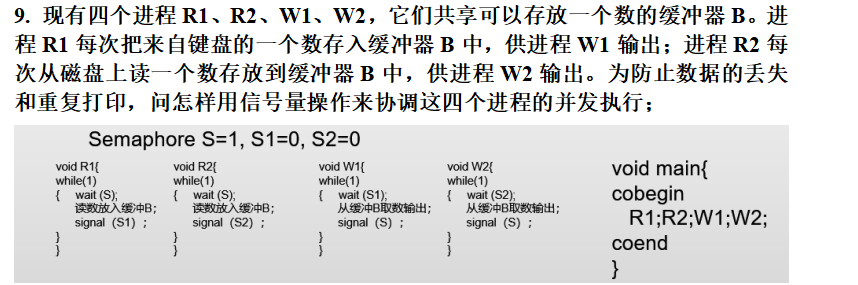 9. 现有四个进程 R1、R2、W1、W2，它们共享可以存放一个数的缓冲器 B。进
程 R1 每次把来自键盘的一个数存入缓冲器 B 中，供进程 W1 输出；进程 R2 每
次从磁盘上读一个数存放到缓冲器 B 中，供进程 W2 输出。为防止数据的丢失
和重复打印，问怎样用信号量操作来协调这四个进程的并发执行；
Semaphore S=1, S1=0, S2=0
void R1{
while(1)
{ wait (S);
读数放入缓冲B;
signal (S1) ;
}
}
void R2{
while(1)
{ wait (S);
读数放入缓冲B;
signal (S2) ;
}
}
void W1{
while(1)
{ wait (S1);
从缓冲B取数输出;
signal (S) ;
}
}
void W2{
while(1)
{ wait (S2);
从缓冲B取数输出;
signal (S) ;
}
}
void main{
cobegin
R1;R2;W1;W2;
coend
}